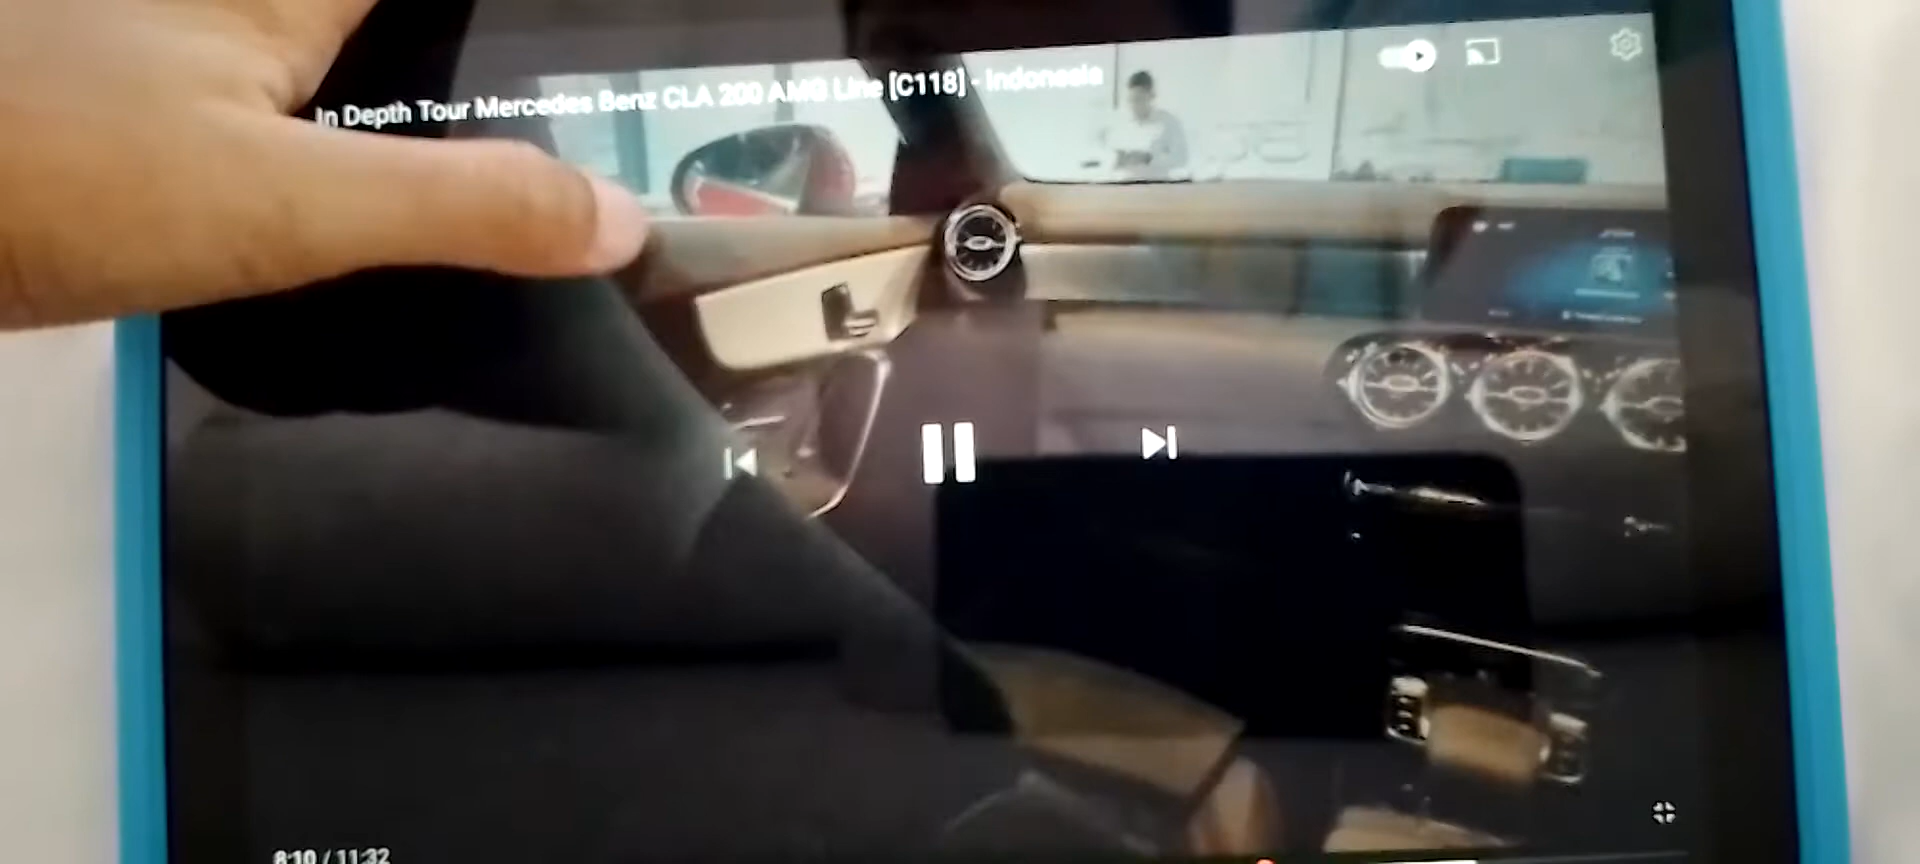 In Depth Tour Mercedes Benz CLA 200 AMG Line [C118] - Indonesia
8:10 / 11:32